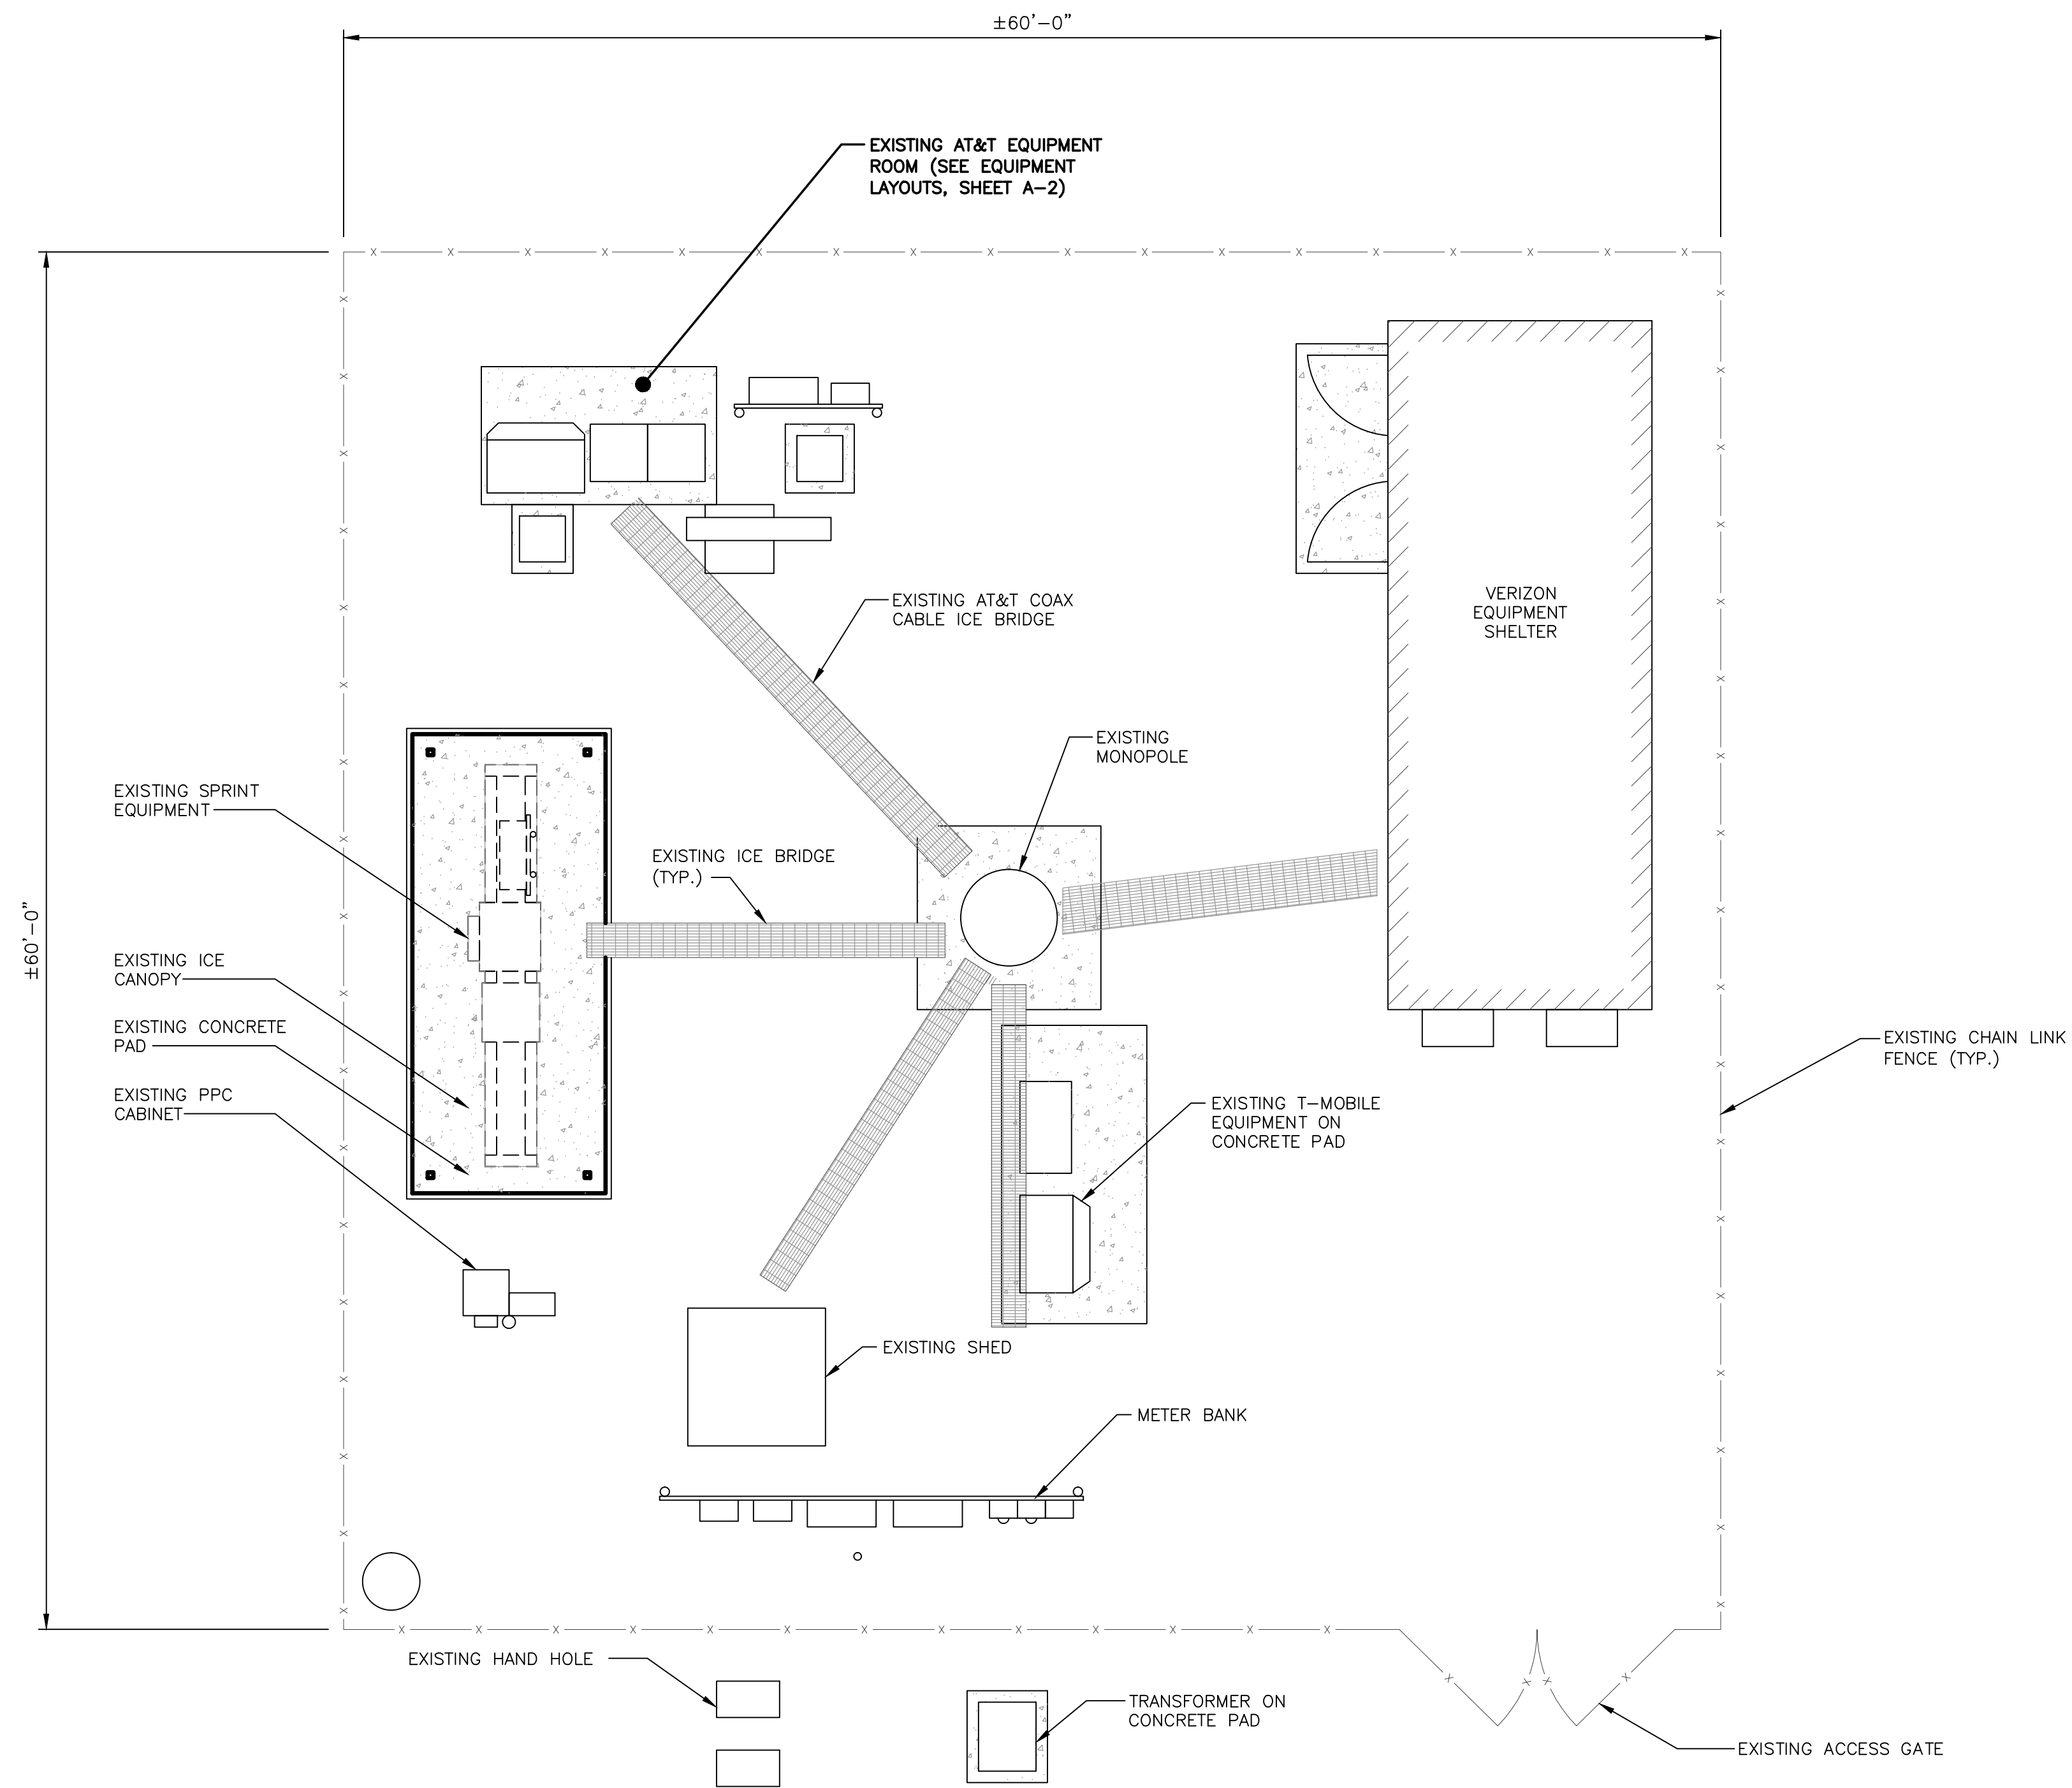 ±60'-0"
EXISTING AT&T EQUIPMENT
ROOM (SEE EQUIPMENT
LAYOUTS, SHEET A-2)
EXISTING AT&T COAX
CABLE ICE BRIDGE
VERIZON
EQUIPMENT
SHELTER
EXISTING
MONOPOLE
EXISTING SPRINT
EQUIPMENT
EXISTING ICE BRIDGE
(TYP.)
±60'-0"
EXISTING ICE
CANOPY
EXISTING CONCRETE
PAD
EXISTING PPC
CABINET
EXISTING CHAIN LINK
FENCE (TYP.)
EXISTING T-MOBILE
EQUIPMENT ON
CONCRETE PAD
EXISTING SHED
METER BANK
EXISTING HAND HOLE
TRANSFORMER ON
CONCRETE PAD
EXISTING ACCESS GATE